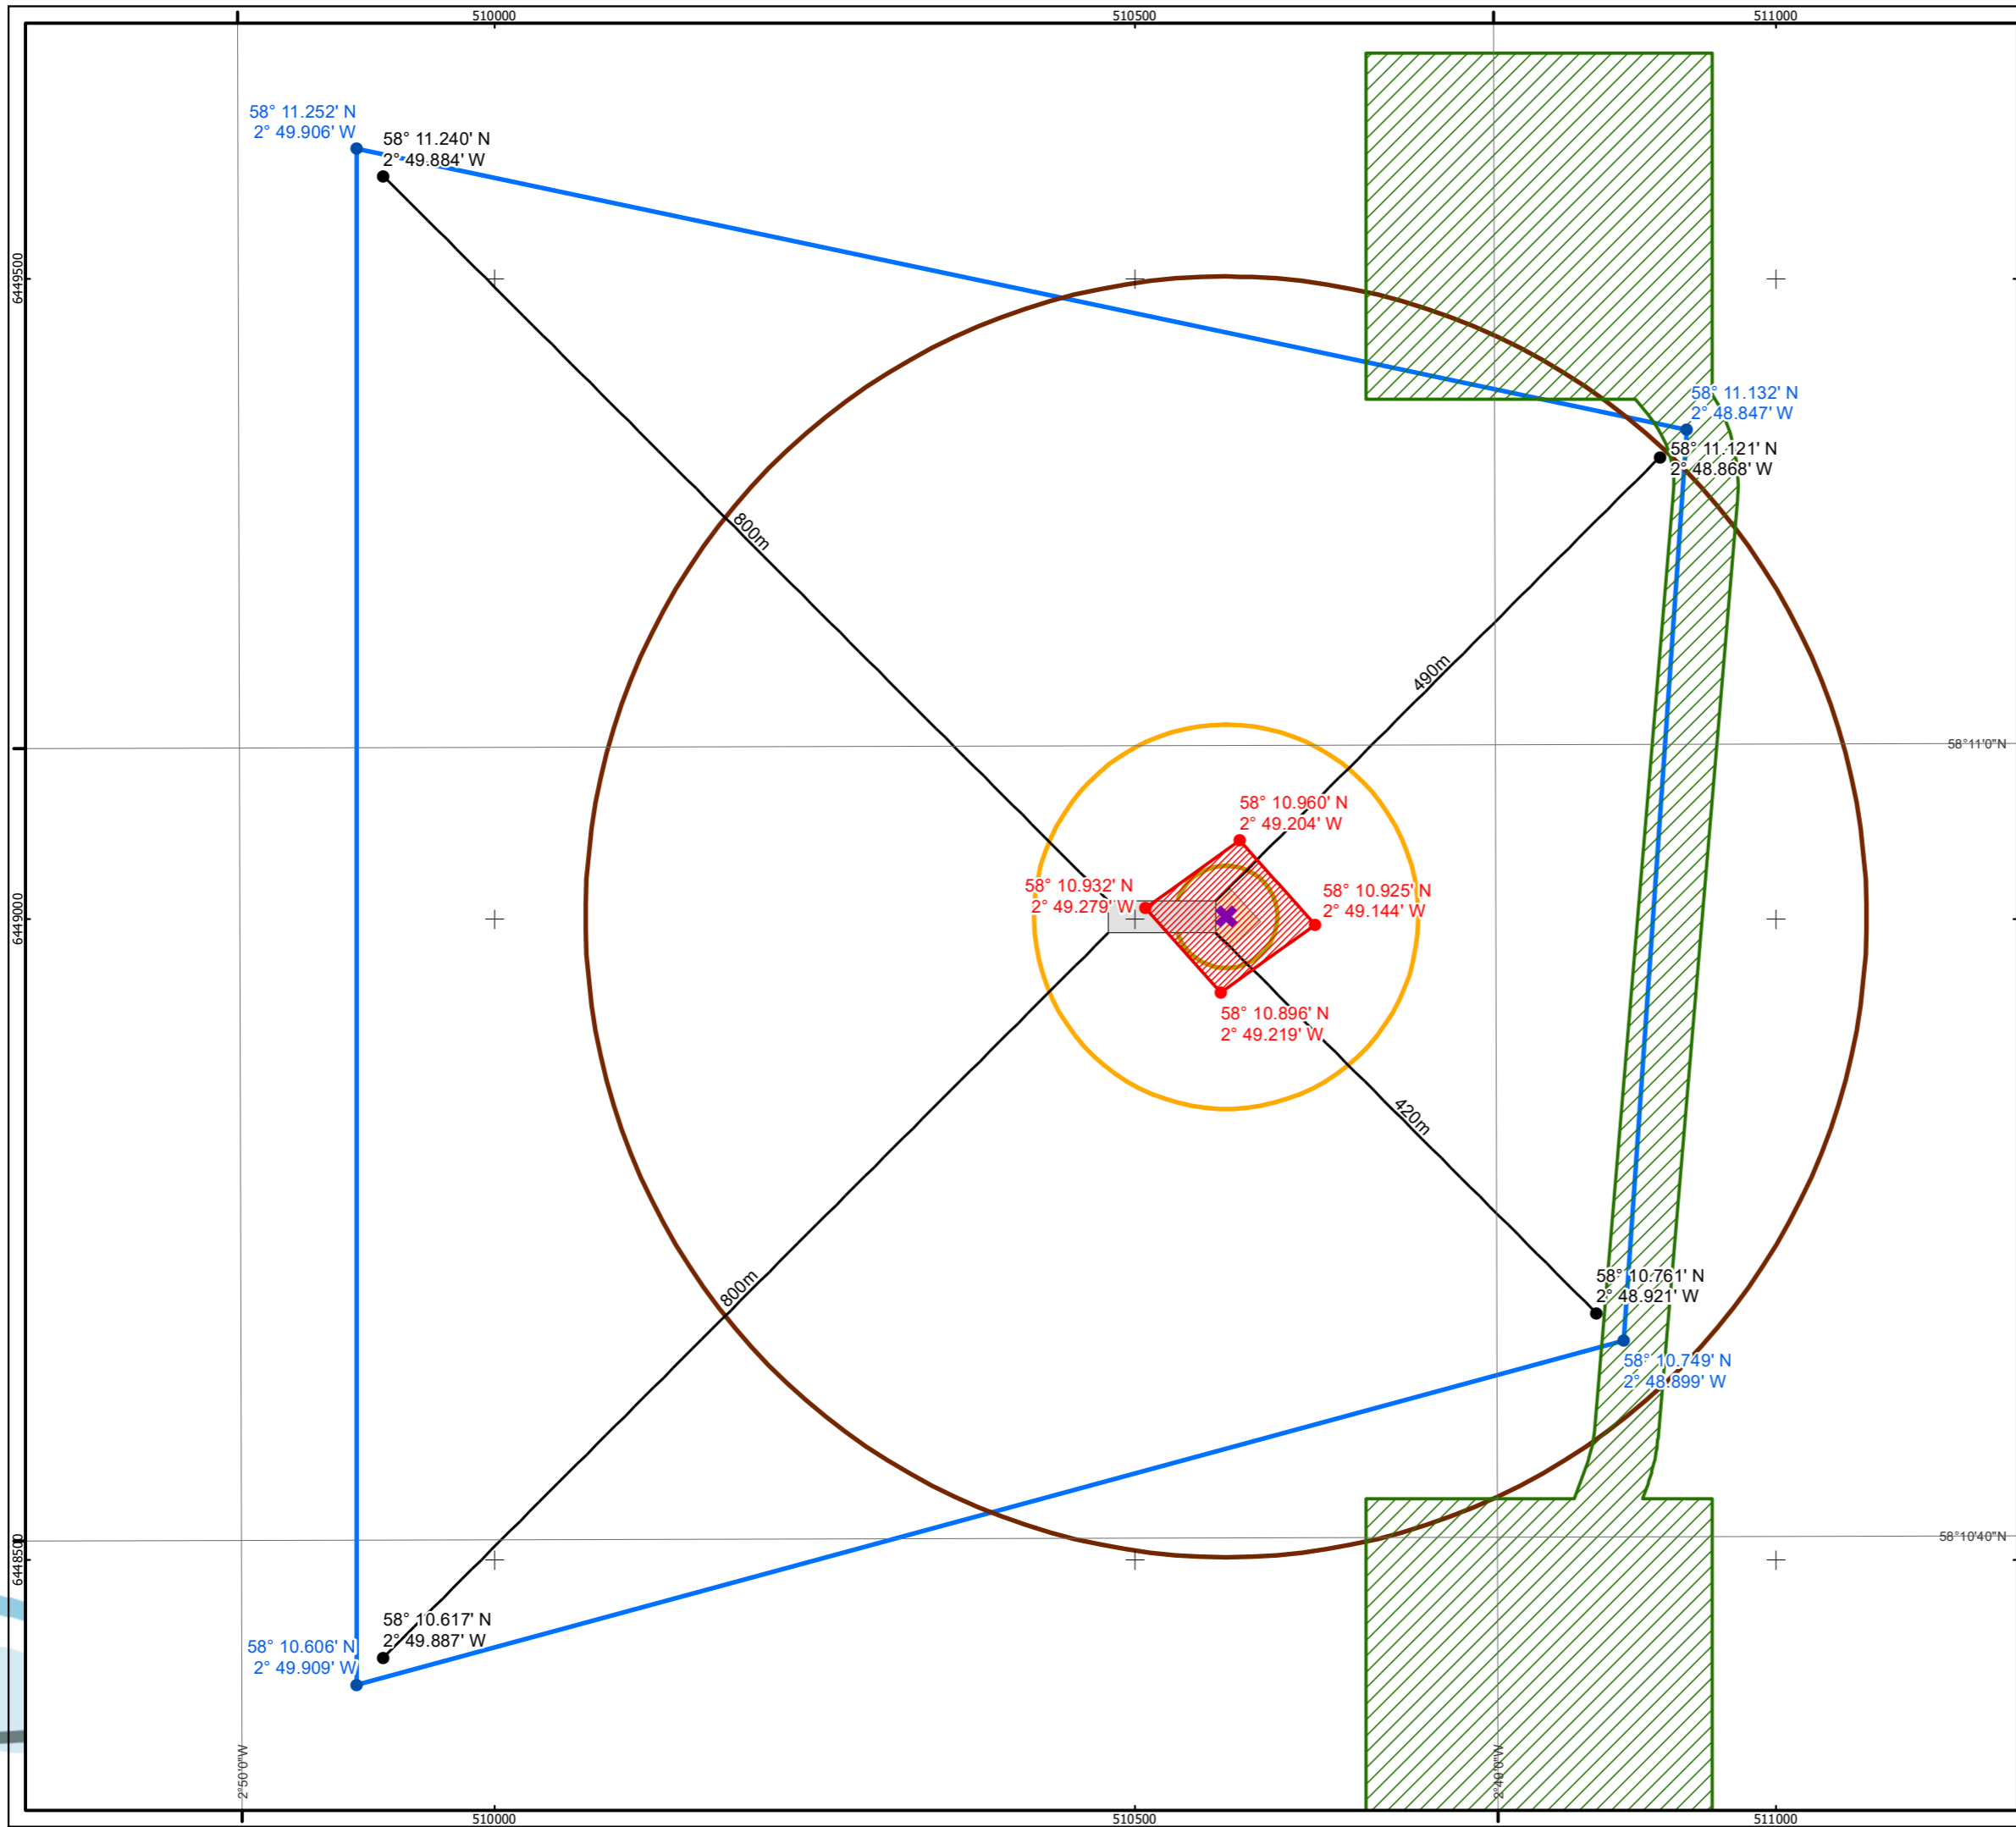 510000
510500
511000
58° 11.252' N
2° 49.906' W
58° 11.240' N
2° 49.884' W
6449500
58° 11.132' N
2° 48.847' W
58° 11.121' N
2° 48.868' W
800m
490m
58°11'0"N
58° 10.960' N
2° 49.204' W
58° 10.932' N
2° 49.279' W
58° 10.925' N
2° 49.144' W
6449000
58° 10.896' N
2° 49.219' W
420m
800m
58° 10.761' N
2° 48.921' W
58° 10.749' N
2° 48.899' W
6448500
58°10'40"N
58° 10.617' N
2° 49.887' W
58° 10.606' N
2° 49.909' W
2°50'0"W
2°49'0"W
510000
510500
511000